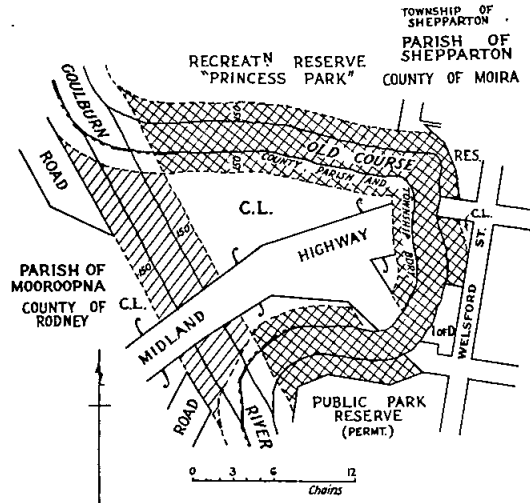 TOWNSHIP OF
SHEPPARTON
PARISH OF
SHEPPARTON
COUNTY OF MOIRA
RECREATN RESERVE
"PRINCESS PARK"
GOULBURN
ROAD
150
OLD COURSE
COUNTY PARISH AND
TOWNSHIP BDY
150
RES.
C.L.
ST.
C.L.
HIGHWAY
150
150
PARISH OF
MOOROOPNA
COUNTY OF
RODNEY
C.L.
MIDLAND
I of D
WELSFORD
ROAD
RIVER
PUBLIC PARK
RESERVE
(PERMT.)
0 3 6 12
Chains